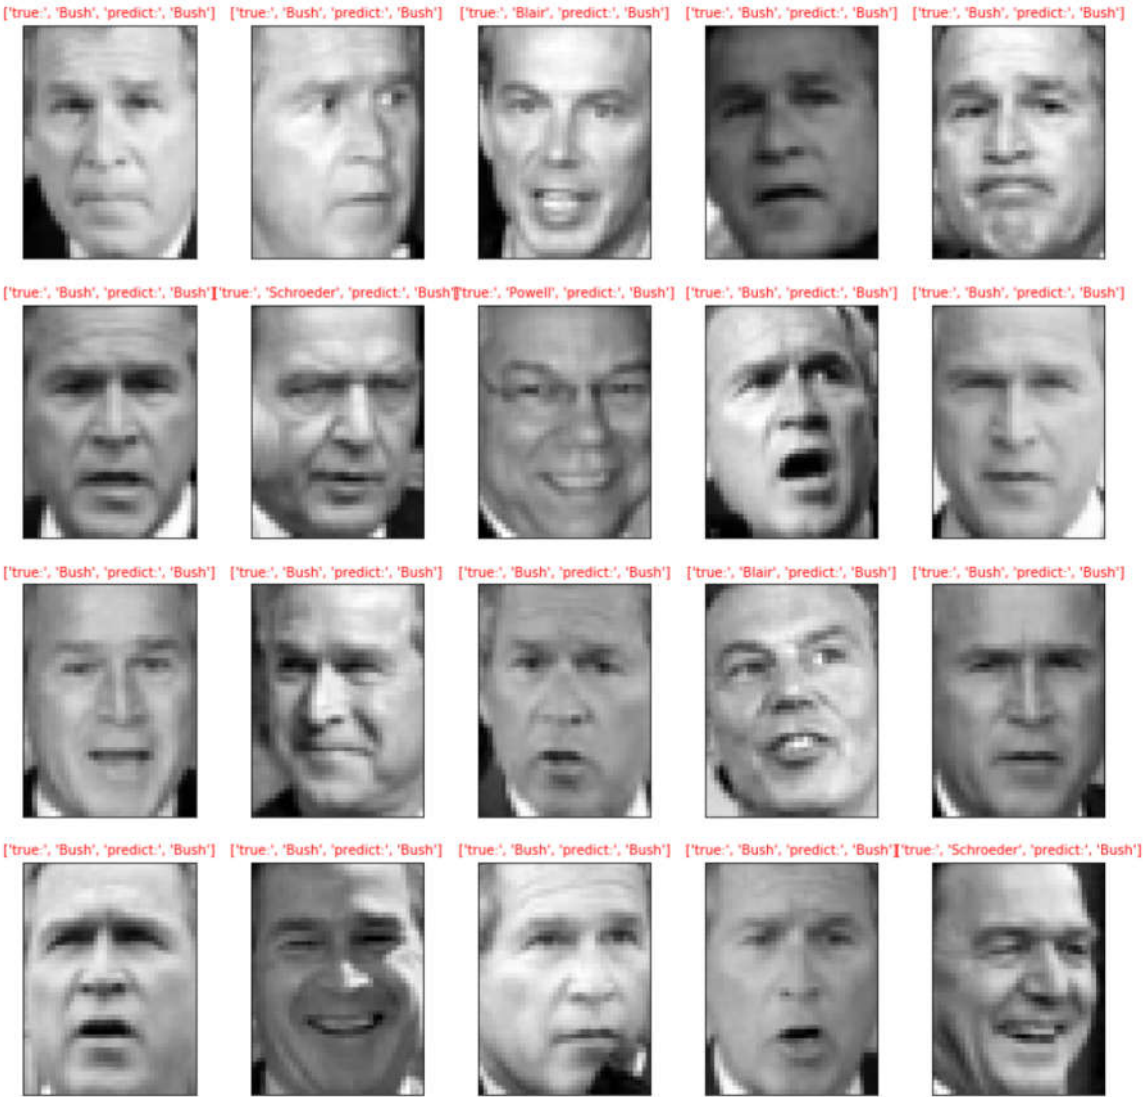 ['true:', 'Bush', 'predict:', 'Bush'] ['true:', 'Bush', 'predict:', 'Bush'] ['true:', 'Blair', 'predict:', 'Bush'] ['true:', 'Bush', 'predict:', 'Bush'] ['true:', 'Bush', 'predict:', 'Bush']
['true:', 'Bush', 'predict:', 'Bush'] ['true:', 'Schroeder', 'predict:', 'Bush'] ['true:', 'Powell', 'predict:', 'Bush'] ['true:', 'Bush', 'predict:', 'Bush'] ['true:', 'Bush', 'predict:', 'Bush']
['true:', 'Bush', 'predict:', 'Bush'] ['true:', 'Bush', 'predict:', 'Bush'] ['true:', 'Bush', 'predict:', 'Bush'] ['true:', 'Blair', 'predict:', 'Bush'] ['true:', 'Bush', 'predict:', 'Bush']
['true:', 'Bush', 'predict:', 'Bush'] ['true:', 'Bush', 'predict:', 'Bush'] ['true:', 'Bush', 'predict:', 'Bush'] ['true:', 'Bush', 'predict:', 'Bush'] ['true:', 'Schroeder', 'predict:', 'Bush']